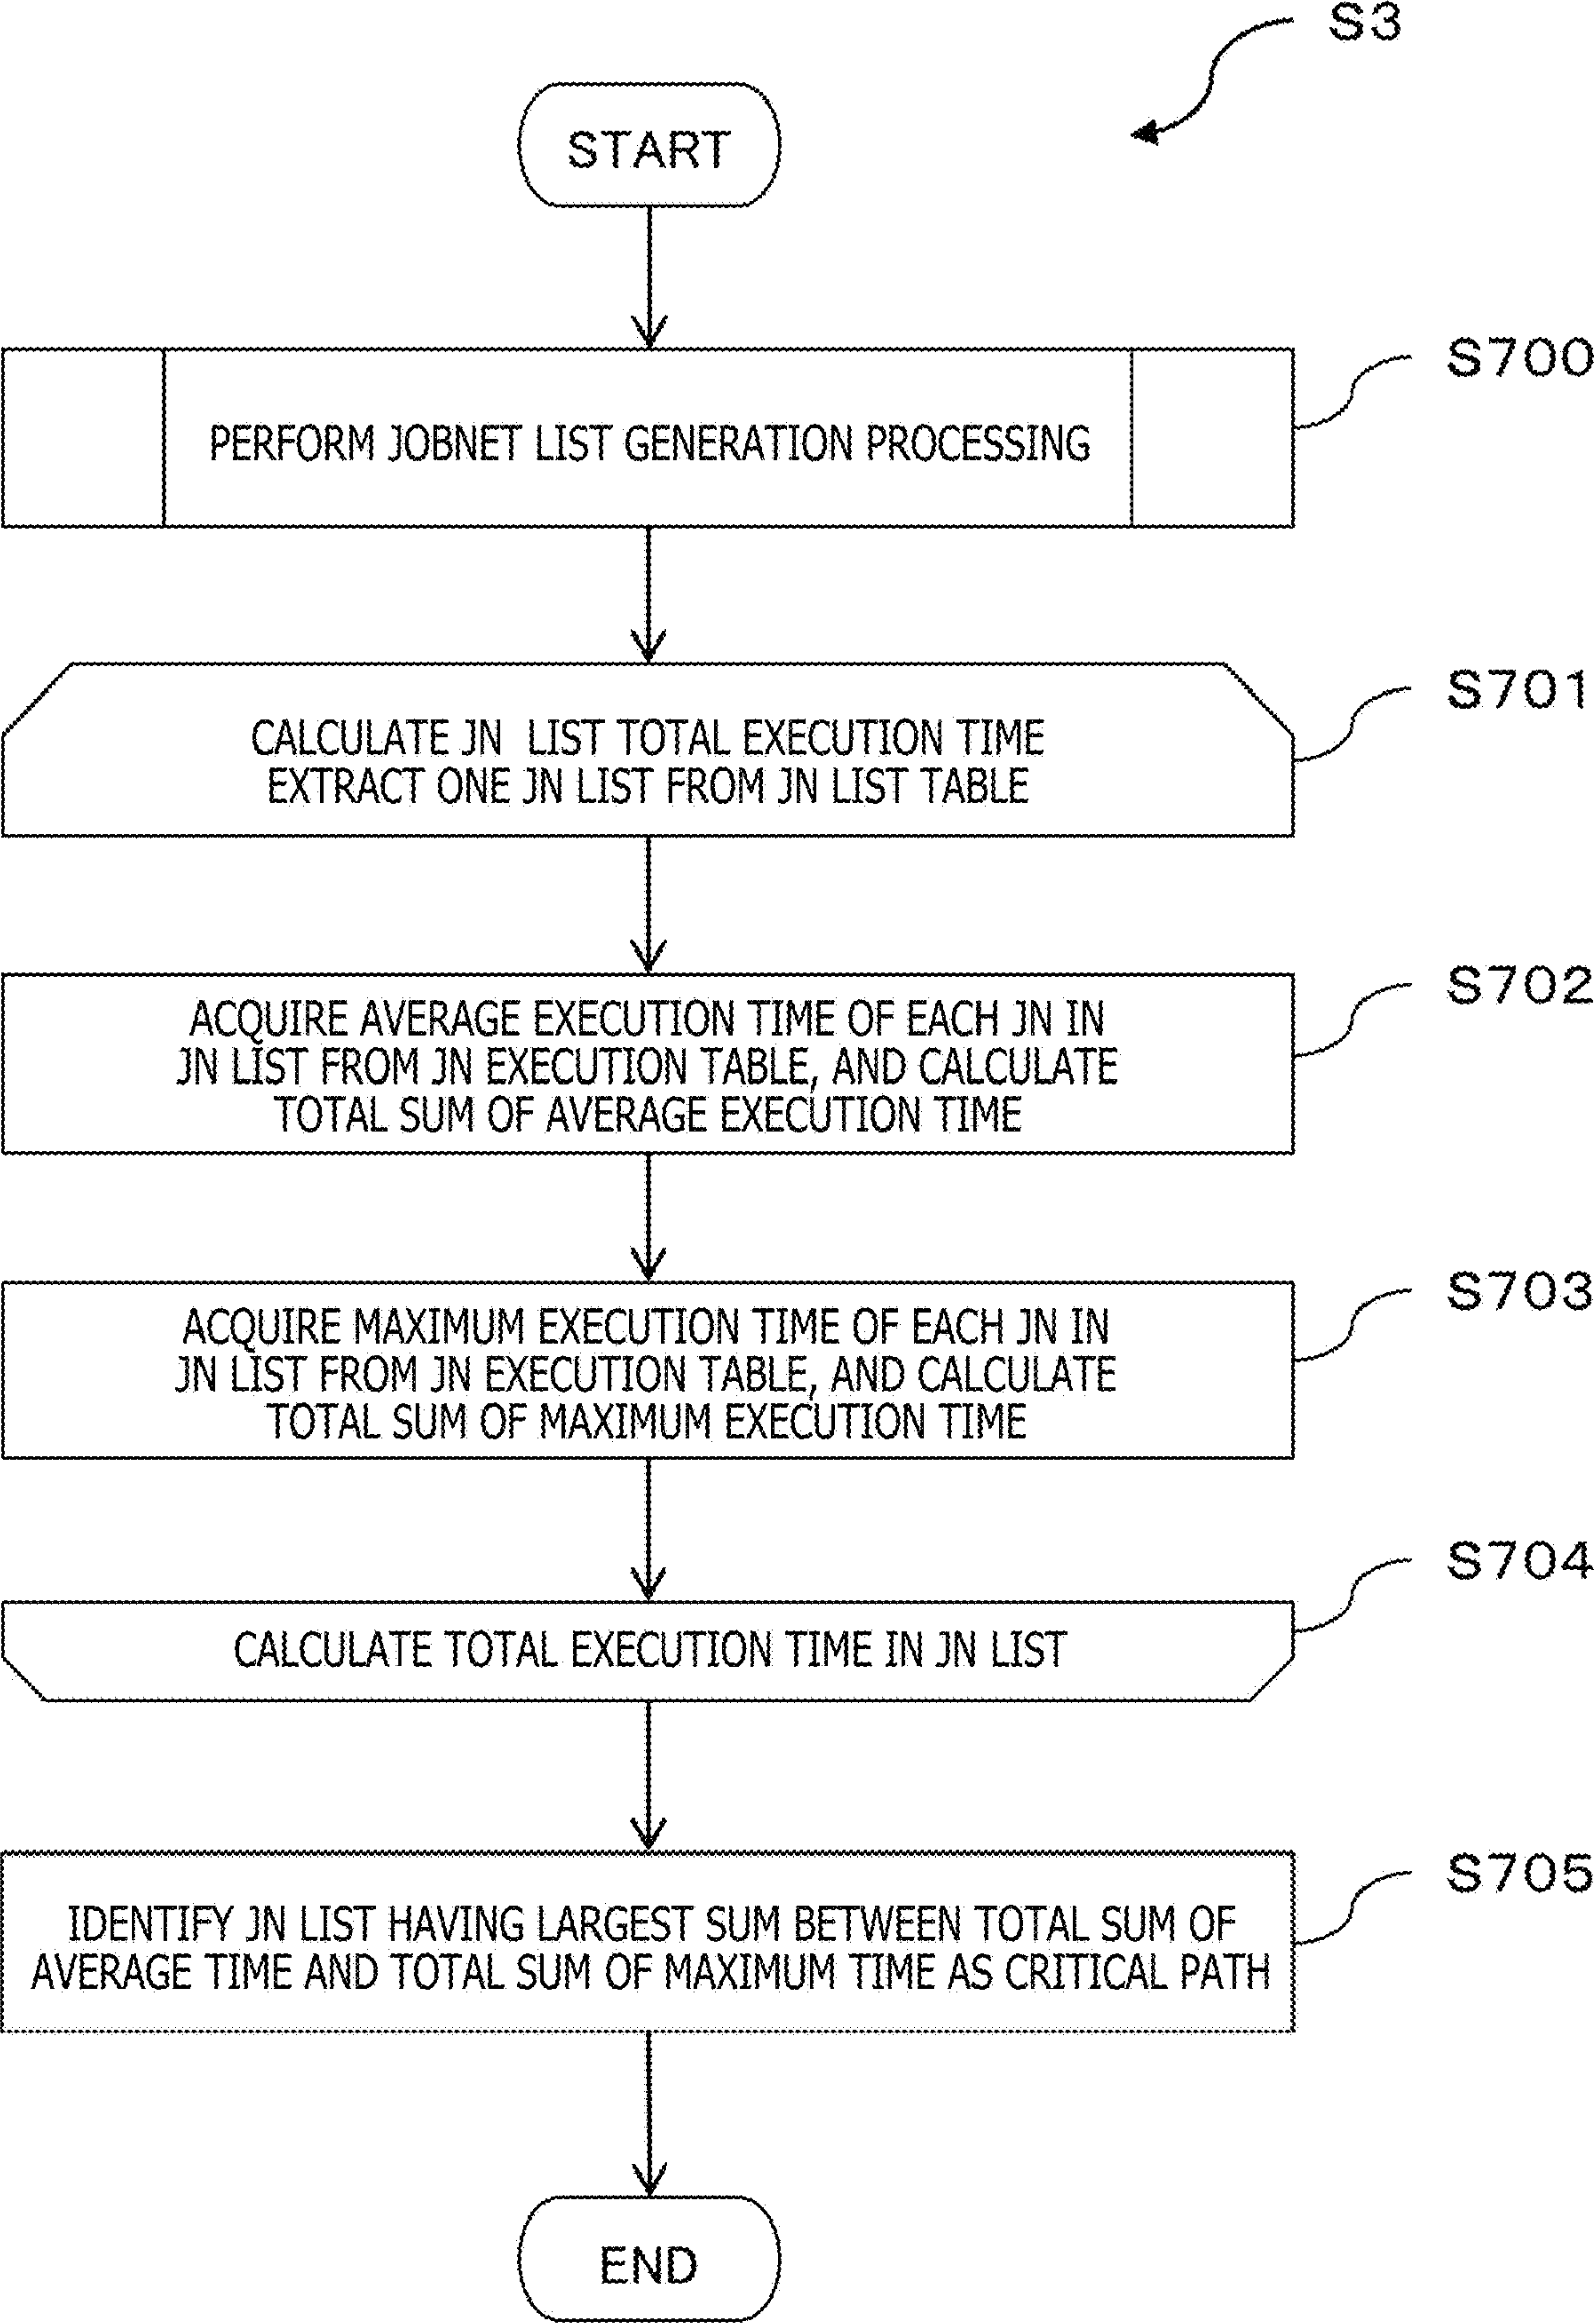 S3
START
S700
PERFORM JOBNET LIST GENERATION PROCESSING
S701
CALCULATE JN LIST TOTAL EXECUTION TIME
EXTRACT ONE JN LIST FROM JN LIST TABLE
S702
ACQUIRE AVERAGE EXECUTION TIME OF EACH JN IN
JN LIST FROM JN EXECUTION TABLE, AND CALCULATE
TOTAL SUM OF AVERAGE EXECUTION TIME
S703
ACQUIRE MAXIMUM EXECUTION TIME OF EACH JN IN
JN LIST FROM JN EXECUTION TABLE, AND CALCULATE
TOTAL SUM OF MAXIMUM EXECUTION TIME
S704
CALCULATE TOTAL EXECUTION TIME IN JN LIST
S705
IDENTIFY JN LIST HAVING LARGEST SUM BETWEEN TOTAL SUM OF
AVERAGE TIME AND TOTAL SUM OF MAXIMUM TIME AS CRITICAL PATH
END